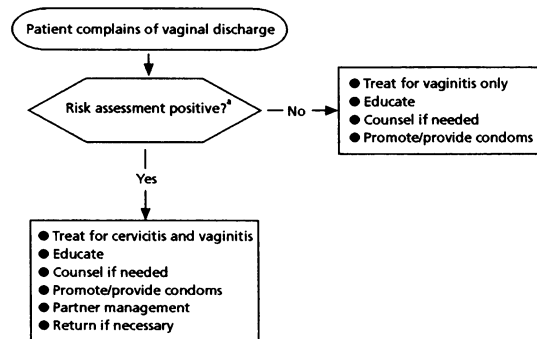 Patient complains of vaginal discharge
Risk assessment positive?ᵃ
No
● Treat for vaginitis only
● Educate
● Counsel if needed
● Promote/provide condoms
Yes
● Treat for cervicitis and vaginitis
● Educate
● Counsel if needed
● Promote/provide condoms
● Partner management
● Return if necessary